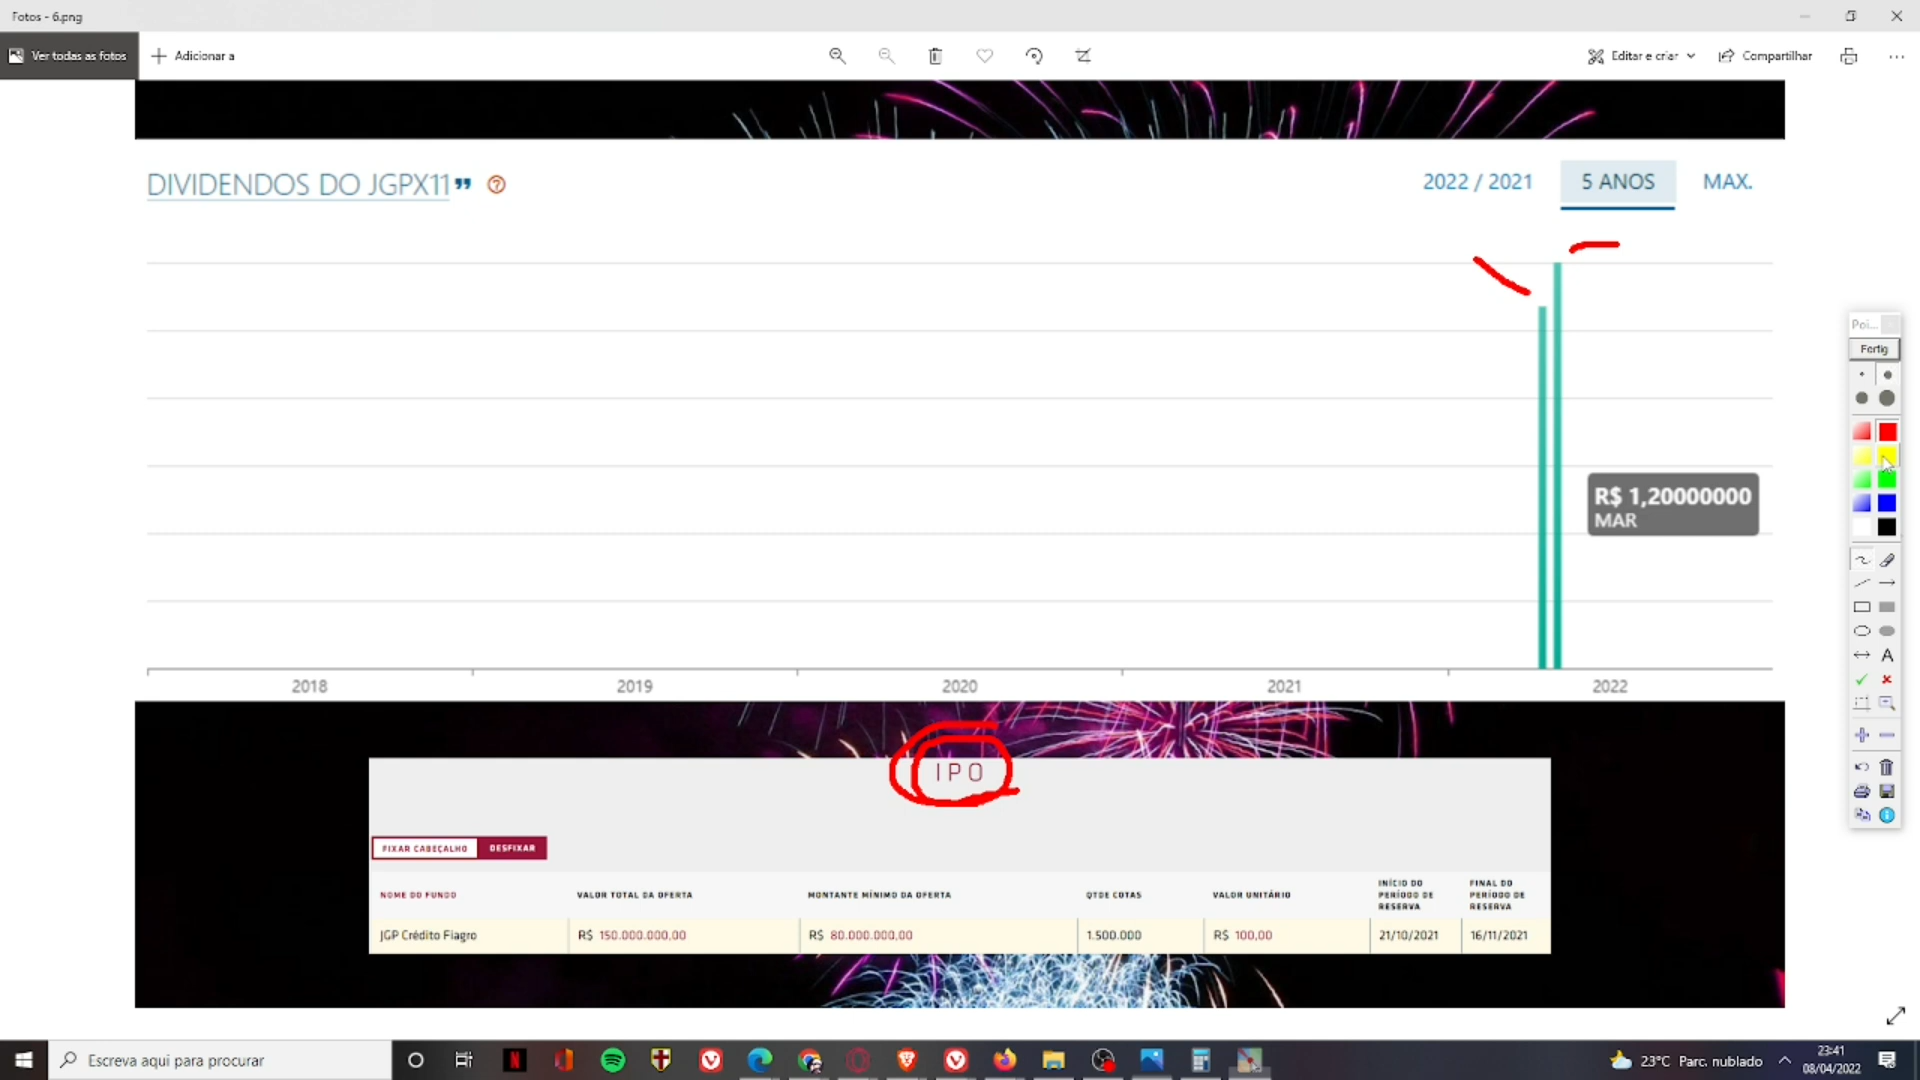 Fotos - 6.png
Ver todas as fotos
Adicionar a
Editar e criar
Compartilhar
DIVIDENDOS DO JGPX11
2022 / 2021
5 ANOS
MAX.
R$ 1,20000000
MAR
2018
2019
2020
2021
2022
Poi...
Fertig
A
IPO
FIXAR CABEÇALHO
DESFIXAR
NOME DO FUNDO
VALOR TOTAL DA OFERTA
MONTANTE MÍNIMO DA OFERTA
QTDE COTAS
VALOR UNITÁRIO
INÍCIO DO
PERÍODO DE
RESERVA
FINAL DO
PERÍODO DE
RESERVA
JGP Crédito Fiagro
R$ 150.000.000,00
R$ 80.000.000,00
1.500.000
R$ 100,00
21/10/2021
16/11/2021
Escreva aqui para procurar
23°C Parc. nublado
23:41
08/04/2022